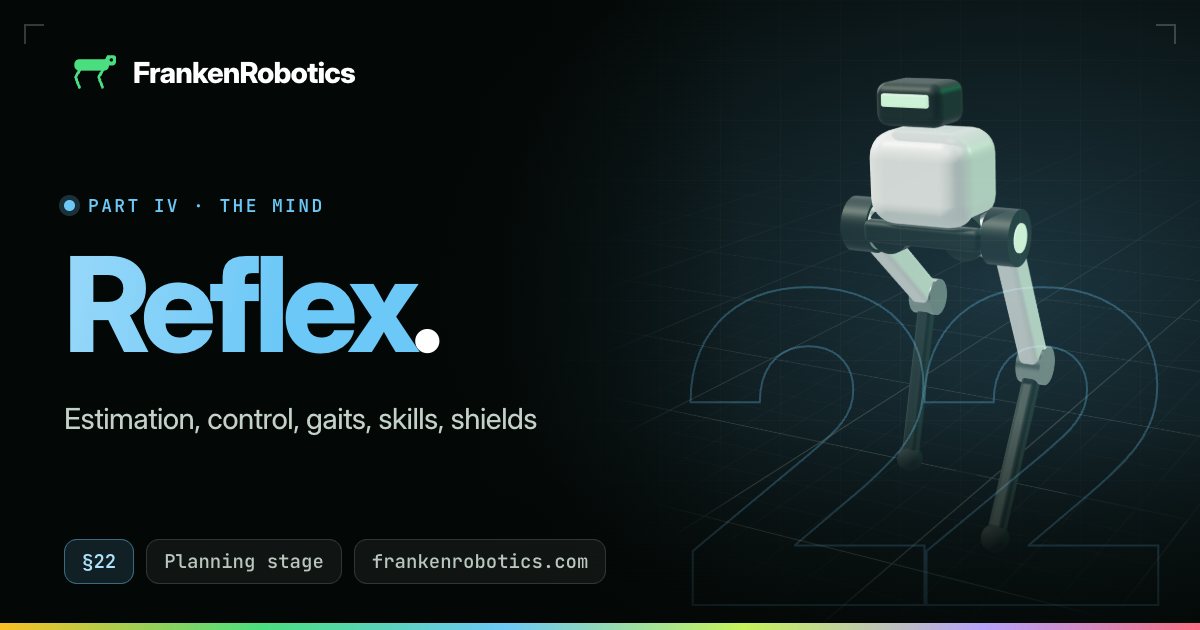 FrankenRobotics
PART IV · THE MIND
Reflex.
Estimation, control, gaits, skills, shields
22
§22
Planning stage
frankenrobotics.com